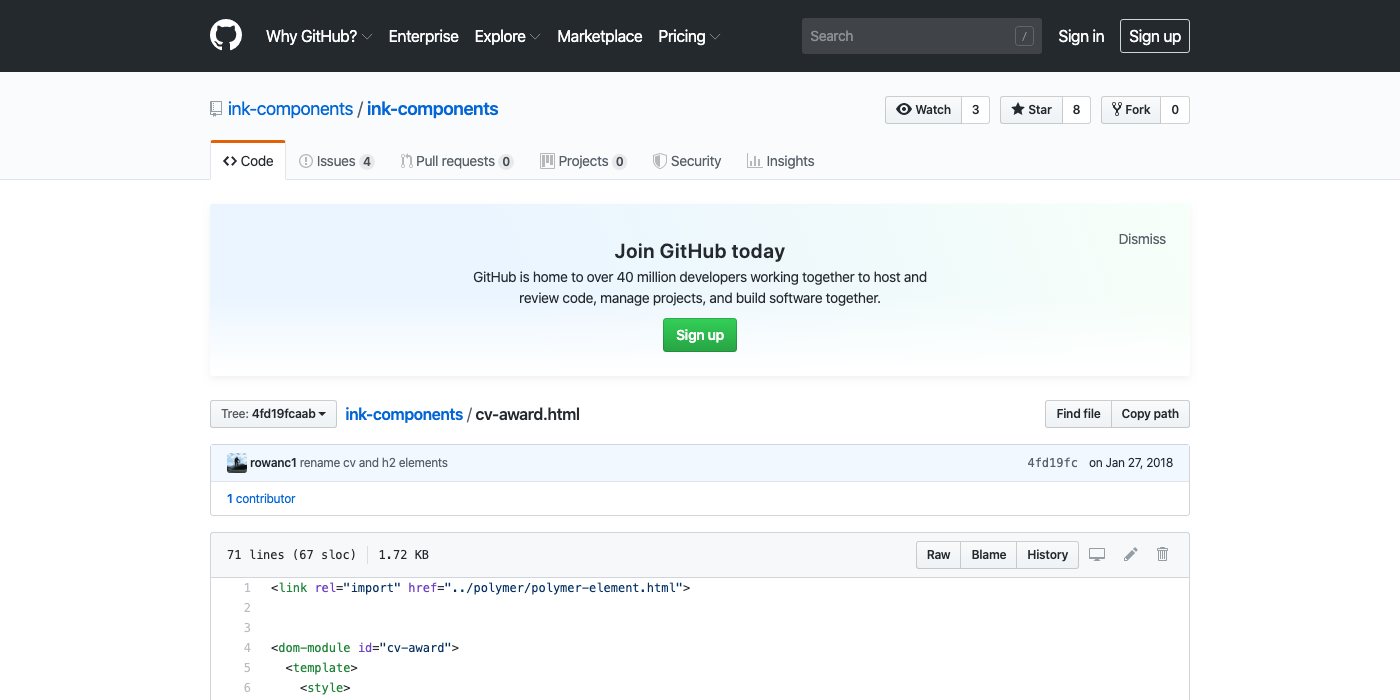 Why GitHub? Enterprise Explore Marketplace Pricing Search / Sign in Sign up
ink-components / ink-components Watch 3 Star 8 Fork 0
Code Issues 4 Pull requests 0 Projects 0 Security Insights
Dismiss
Join GitHub today
GitHub is home to over 40 million developers working together to host and
review code, manage projects, and build software together.
Sign up
Tree: 4fd19fcaab ink-components / cv-award.html Find file Copy path
rowanc1 rename cv and h2 elements 4fd19fc on Jan 27, 2018
1 contributor
71 lines (67 sloc) 1.72 KB Raw Blame History
1 <link rel="import" href="../polymer/polymer-element.html">
2
3
4 <dom-module id="cv-award">
5 <template>
6 <style>